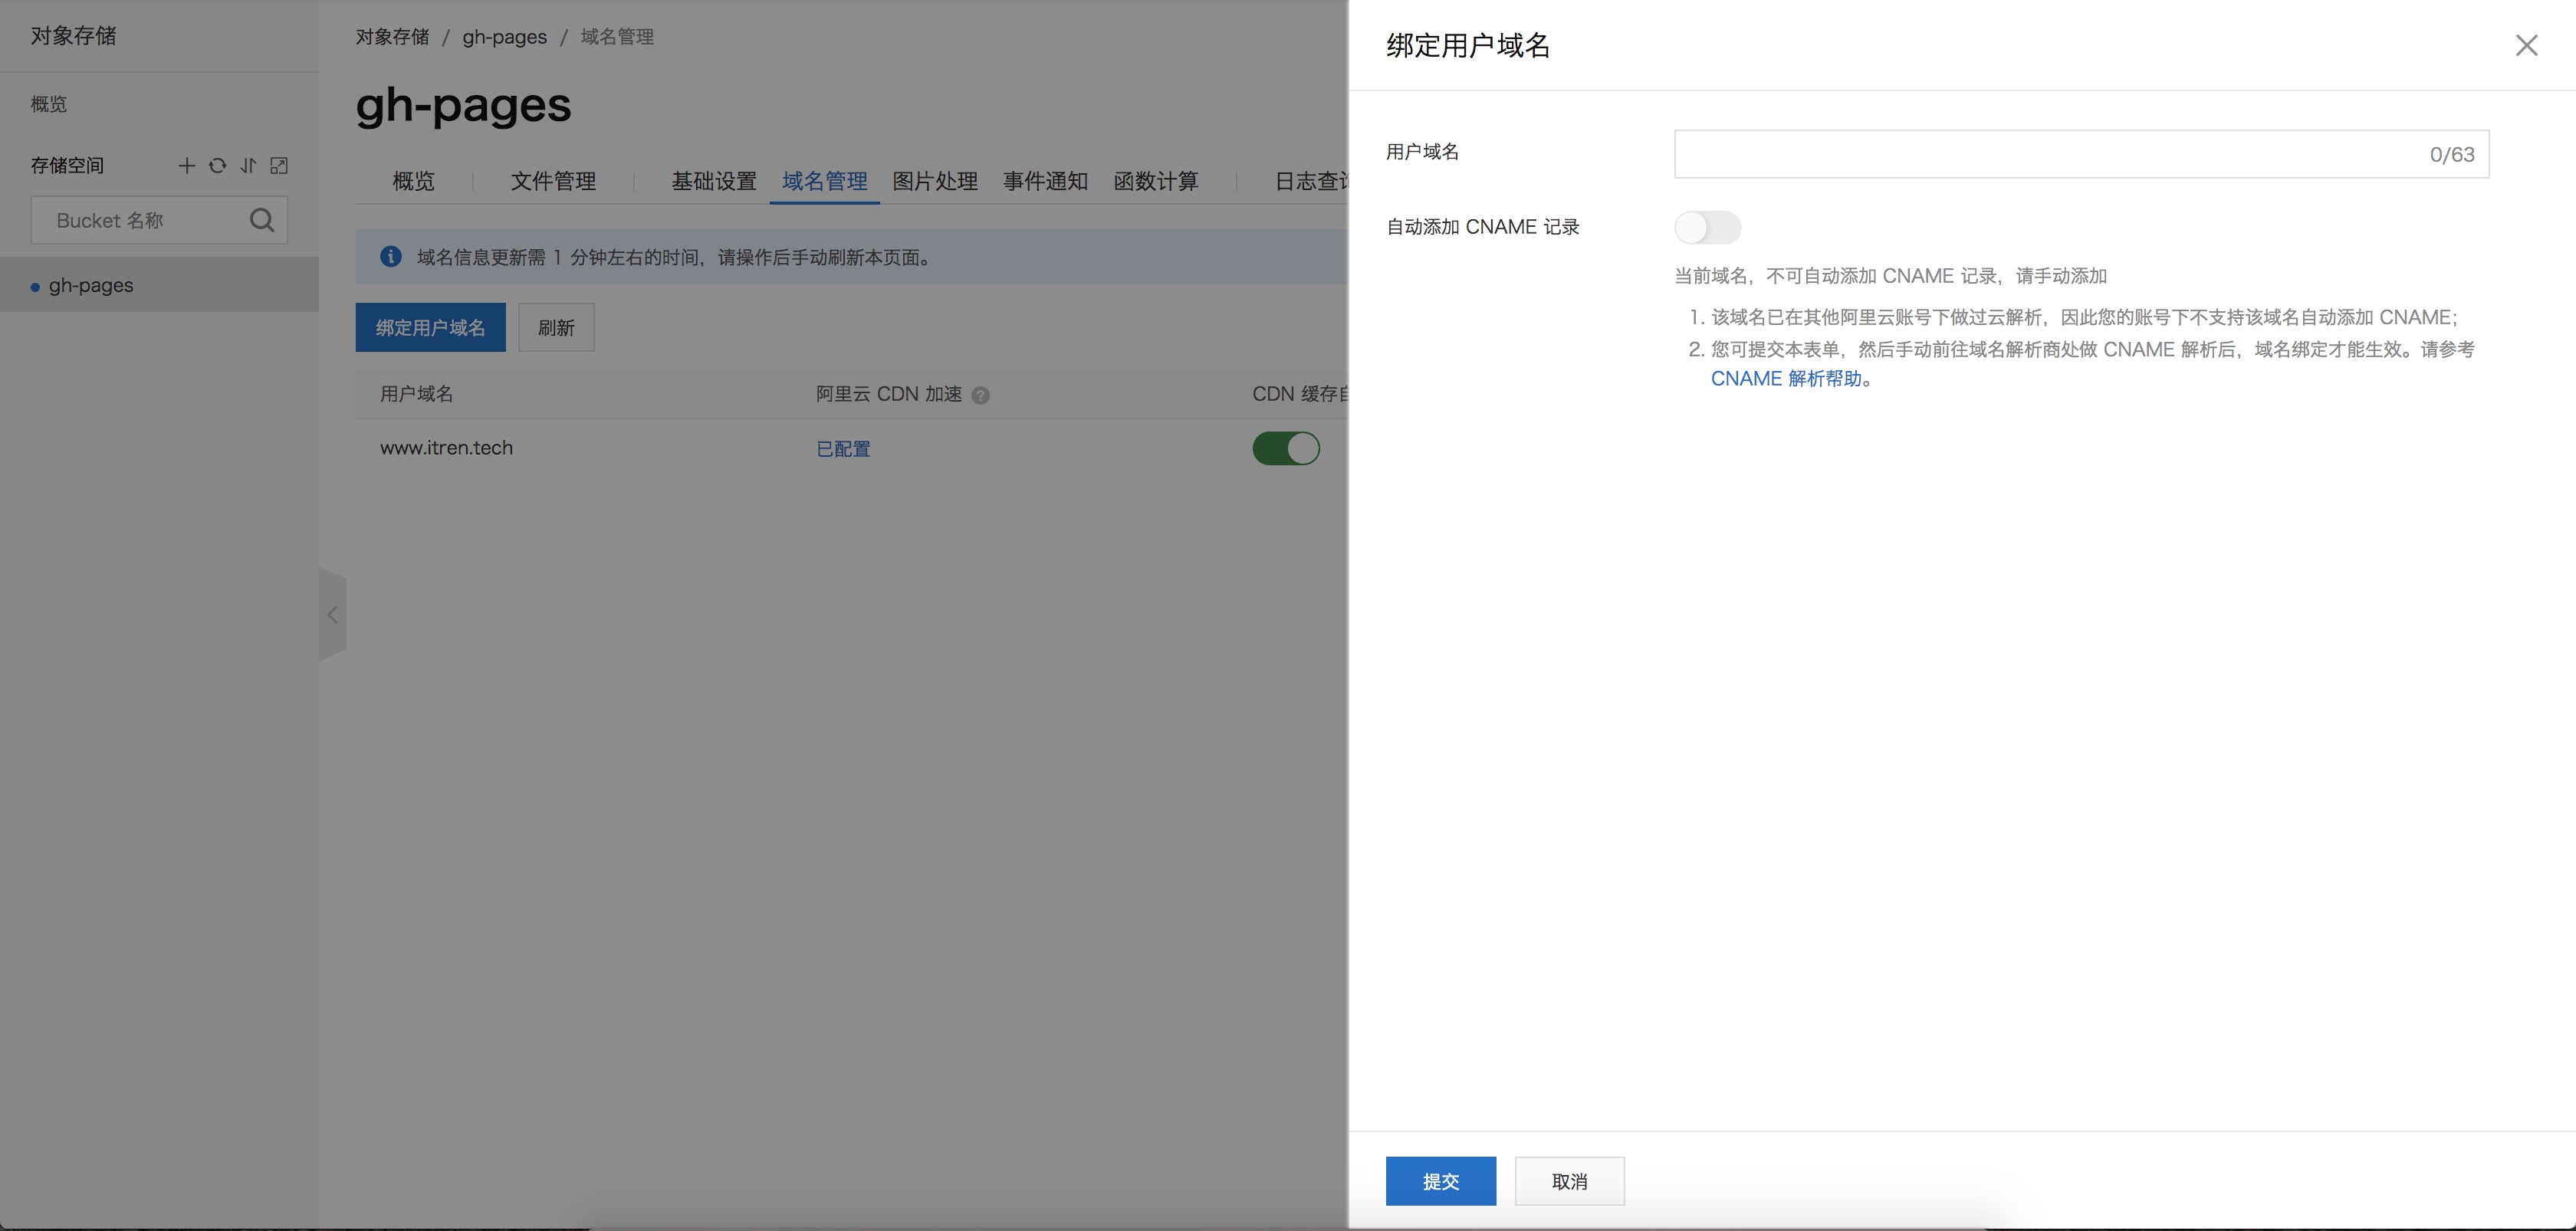 对象存储
概览
存储空间
Bucket 名称
gh-pages
对象存储 / gh-pages / 域名管理
gh-pages
概览 文件管理 基础设置 域名管理 图片处理 事件通知 函数计算 日志查
域名信息更新需 1 分钟左右的时间，请操作后手动刷新本页面。
绑定用户域名 刷新
用户域名 阿里云 CDN 加速 CDN 缓存
www.itren.tech 已配置
绑定用户域名
用户域名
0/63
自动添加 CNAME 记录
当前域名，不可自动添加 CNAME 记录，请手动添加
1. 该域名已在其他阿里云账号下做过云解析，因此您的账号下不支持该域名自动添加 CNAME；
2. 您可提交本表单，然后手动前往域名解析商处做 CNAME 解析后，域名绑定才能生效。请参考
CNAME 解析帮助。
提交 取消